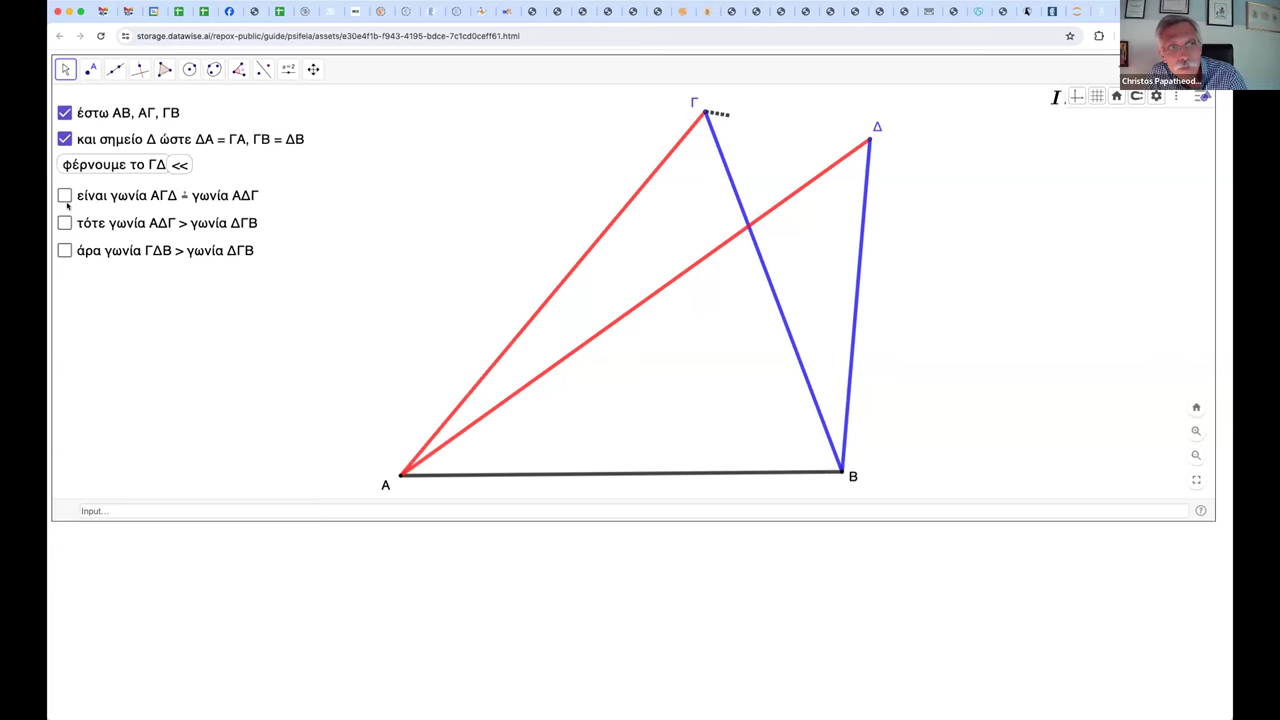 storage.datawise.ai/repox-public/guide/psifeia/assets/e30e4f1b-f943-4195-bdce-7c1cd0ceff61.html
Christos Papatheod...
έστω ΑΒ, ΑΓ, ΓΒ
και σημείο Δ ώστε ΔΑ = ΓΑ, ΓΒ = ΔΒ
φέρνουμε το ΓΔ <<
είναι γωνία ΑΓΔ ≟ γωνία ΑΔΓ
τότε γωνία ΑΔΓ > γωνία ΔΓΒ
άρα γωνία ΓΔΒ > γωνία ΔΓΒ
Γ
Δ
Α
Β
Input...